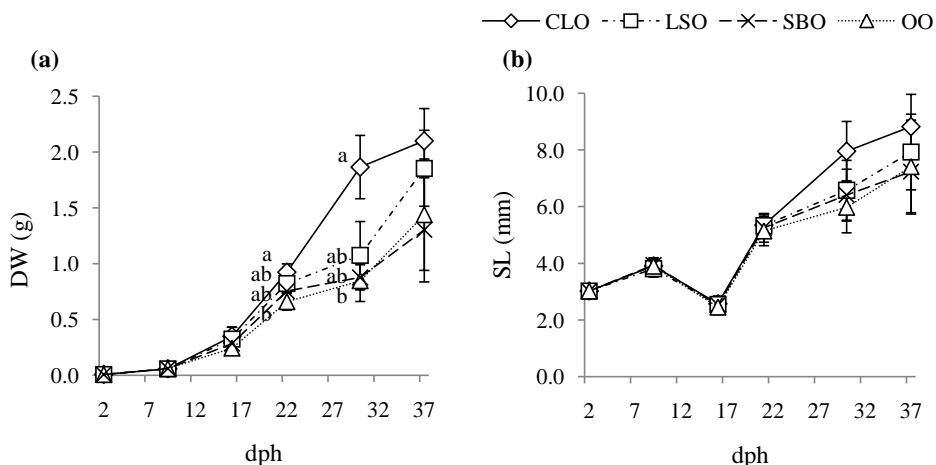 CLO LSO SBO OO
(a)
DW (g)
2.5
2.0
1.5
1.0
0.5
0.0
a
a
ab
ab
b
ab
ab
b
2 7 12 17 22 27 32 37
dph
(b)
SL (mm)
10.0
8.0
6.0
4.0
2.0
0.0
2 7 12 17 22 27 32 37
dph